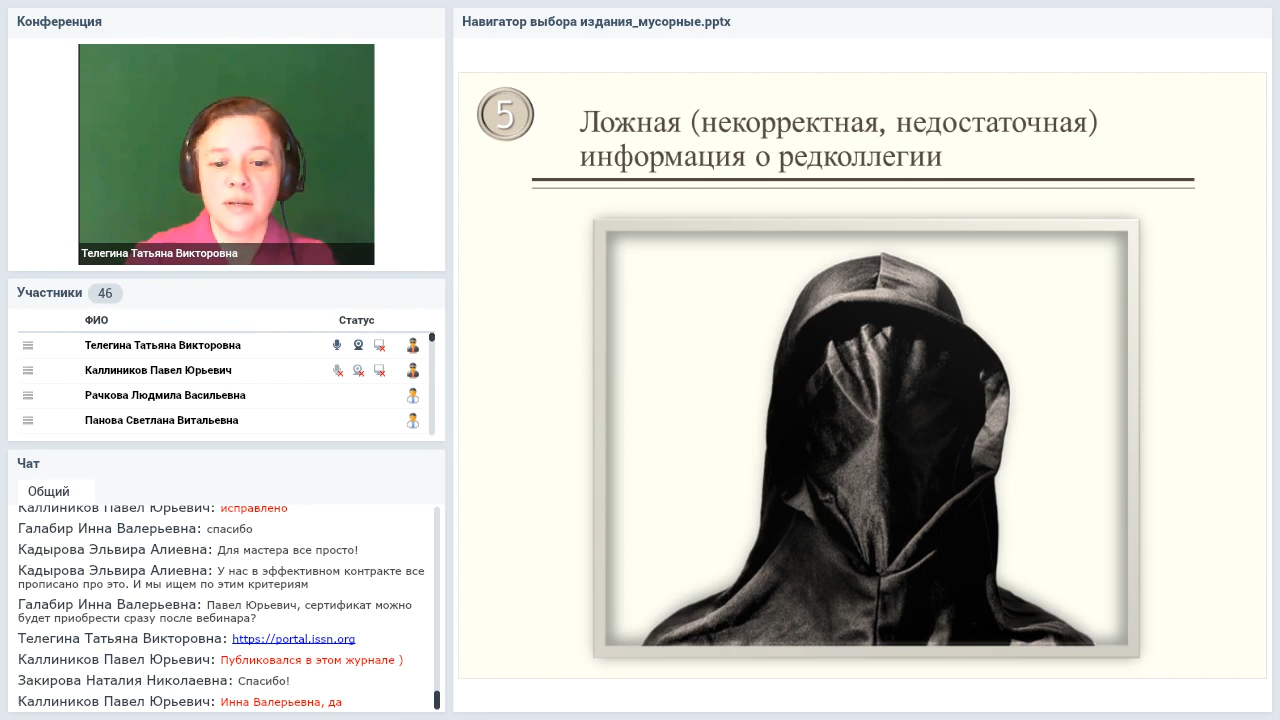 Конференция
Телегина Татьяна Викторовна
Участники 46
ФИО Статус
Телегина Татьяна Викторовна
Каллиников Павел Юрьевич
Рачкова Людмила Васильевна
Панова Светлана Витальевна
Чат
Общий
Каллиников Павел Юрьевич: исправлено
Галабир Инна Валерьевна: спасибо
Кадырова Эльвира Алиевна: Для мастера все просто!
Кадырова Эльвира Алиевна: У нас в эффективном контракте все
прописано про это. И мы ищем по этим критериям
Галабир Инна Валерьевна: Павел Юрьевич, сертификат можно
будет приобрести сразу после вебинара?
Телегина Татьяна Викторовна: https://portal.issn.org
Каллиников Павел Юрьевич: Публиковался в этом журнале )
Закирова Наталия Николаевна: Спасибо!
Каллиников Павел Юрьевич: Инна Валерьевна, да
Навигатор выбора издания_мусорные.pptx
5
Ложная (некорректная, недостаточная)
информация о редколлегии